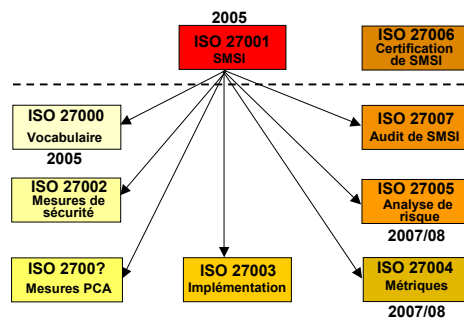 2005
ISO 27001
SMSI
ISO 27006
Certification
de SMSI
ISO 27000
Vocabulaire
2005
ISO 27007
Audit de SMSI
ISO 27002
Mesures de
sécurité
ISO 27005
Analyse de
risque
2007/08
ISO 2700?
Mesures PCA
ISO 27003
Implémentation
ISO 27004
Métriques
2007/08